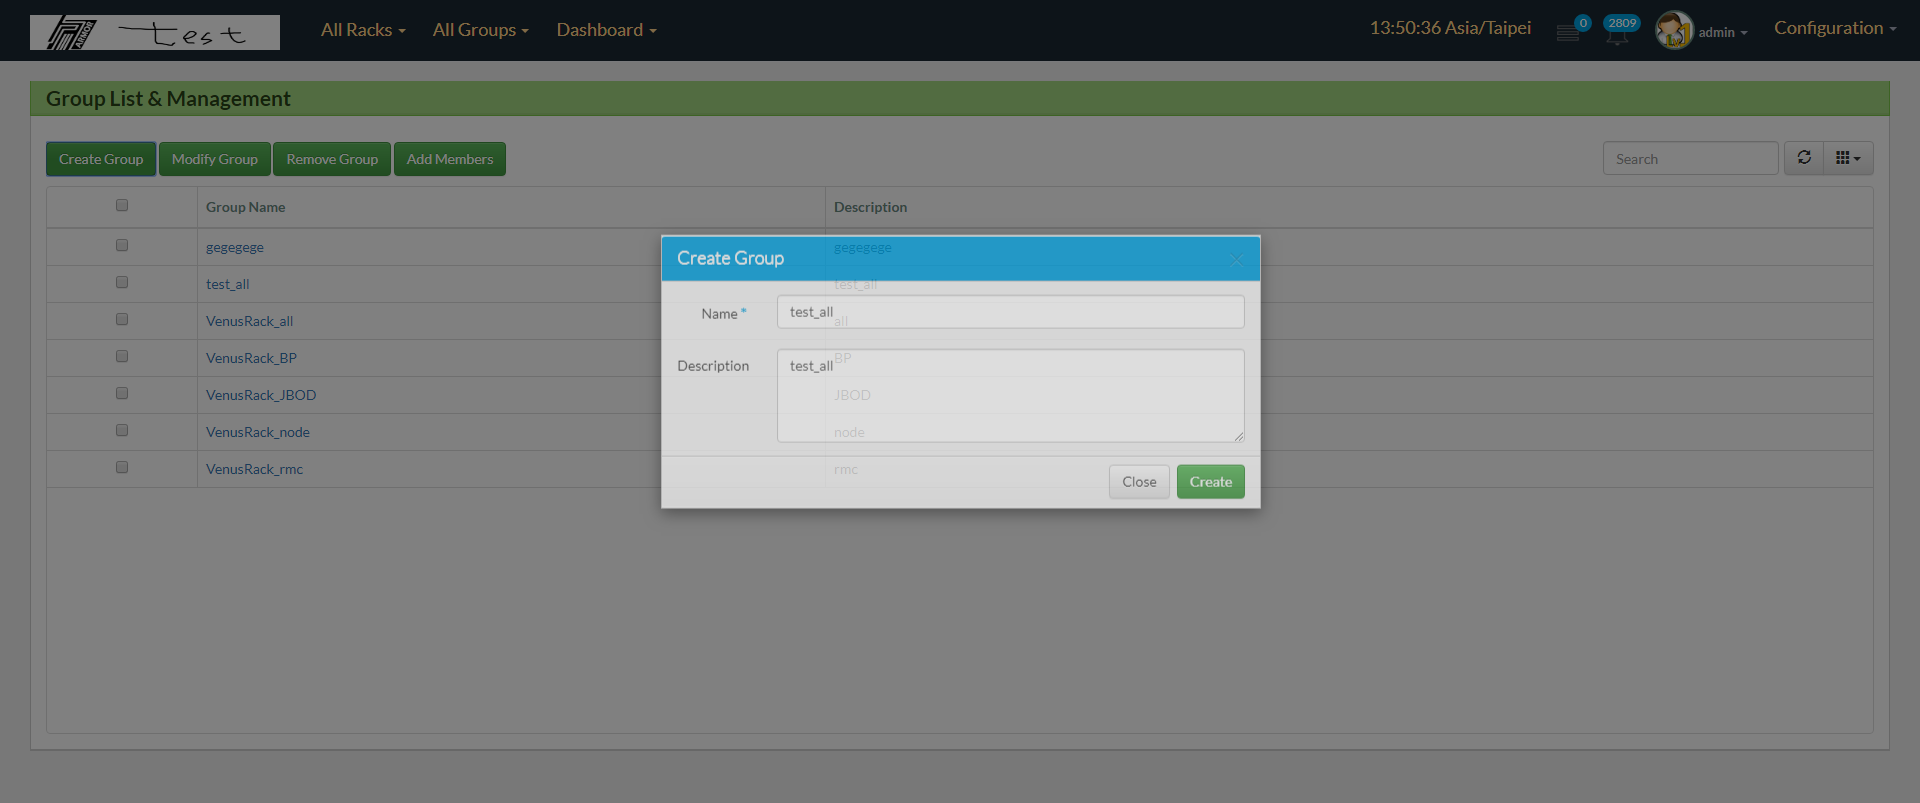 ARMOR test All Racks All Groups Dashboard 13:50:36 Asia/Taipei 0 2809 admin Configuration
Group List & Management
Create Group Modify Group Remove Group Add Members Search
Group Name Description
gegegege gegegege
test_all test_all
VenusRack_all all
VenusRack_BP BP
VenusRack_JBOD JBOD
VenusRack_node node
VenusRack_rmc rmc
Create Group ×
Name * test_all
Description test_all
Close Create